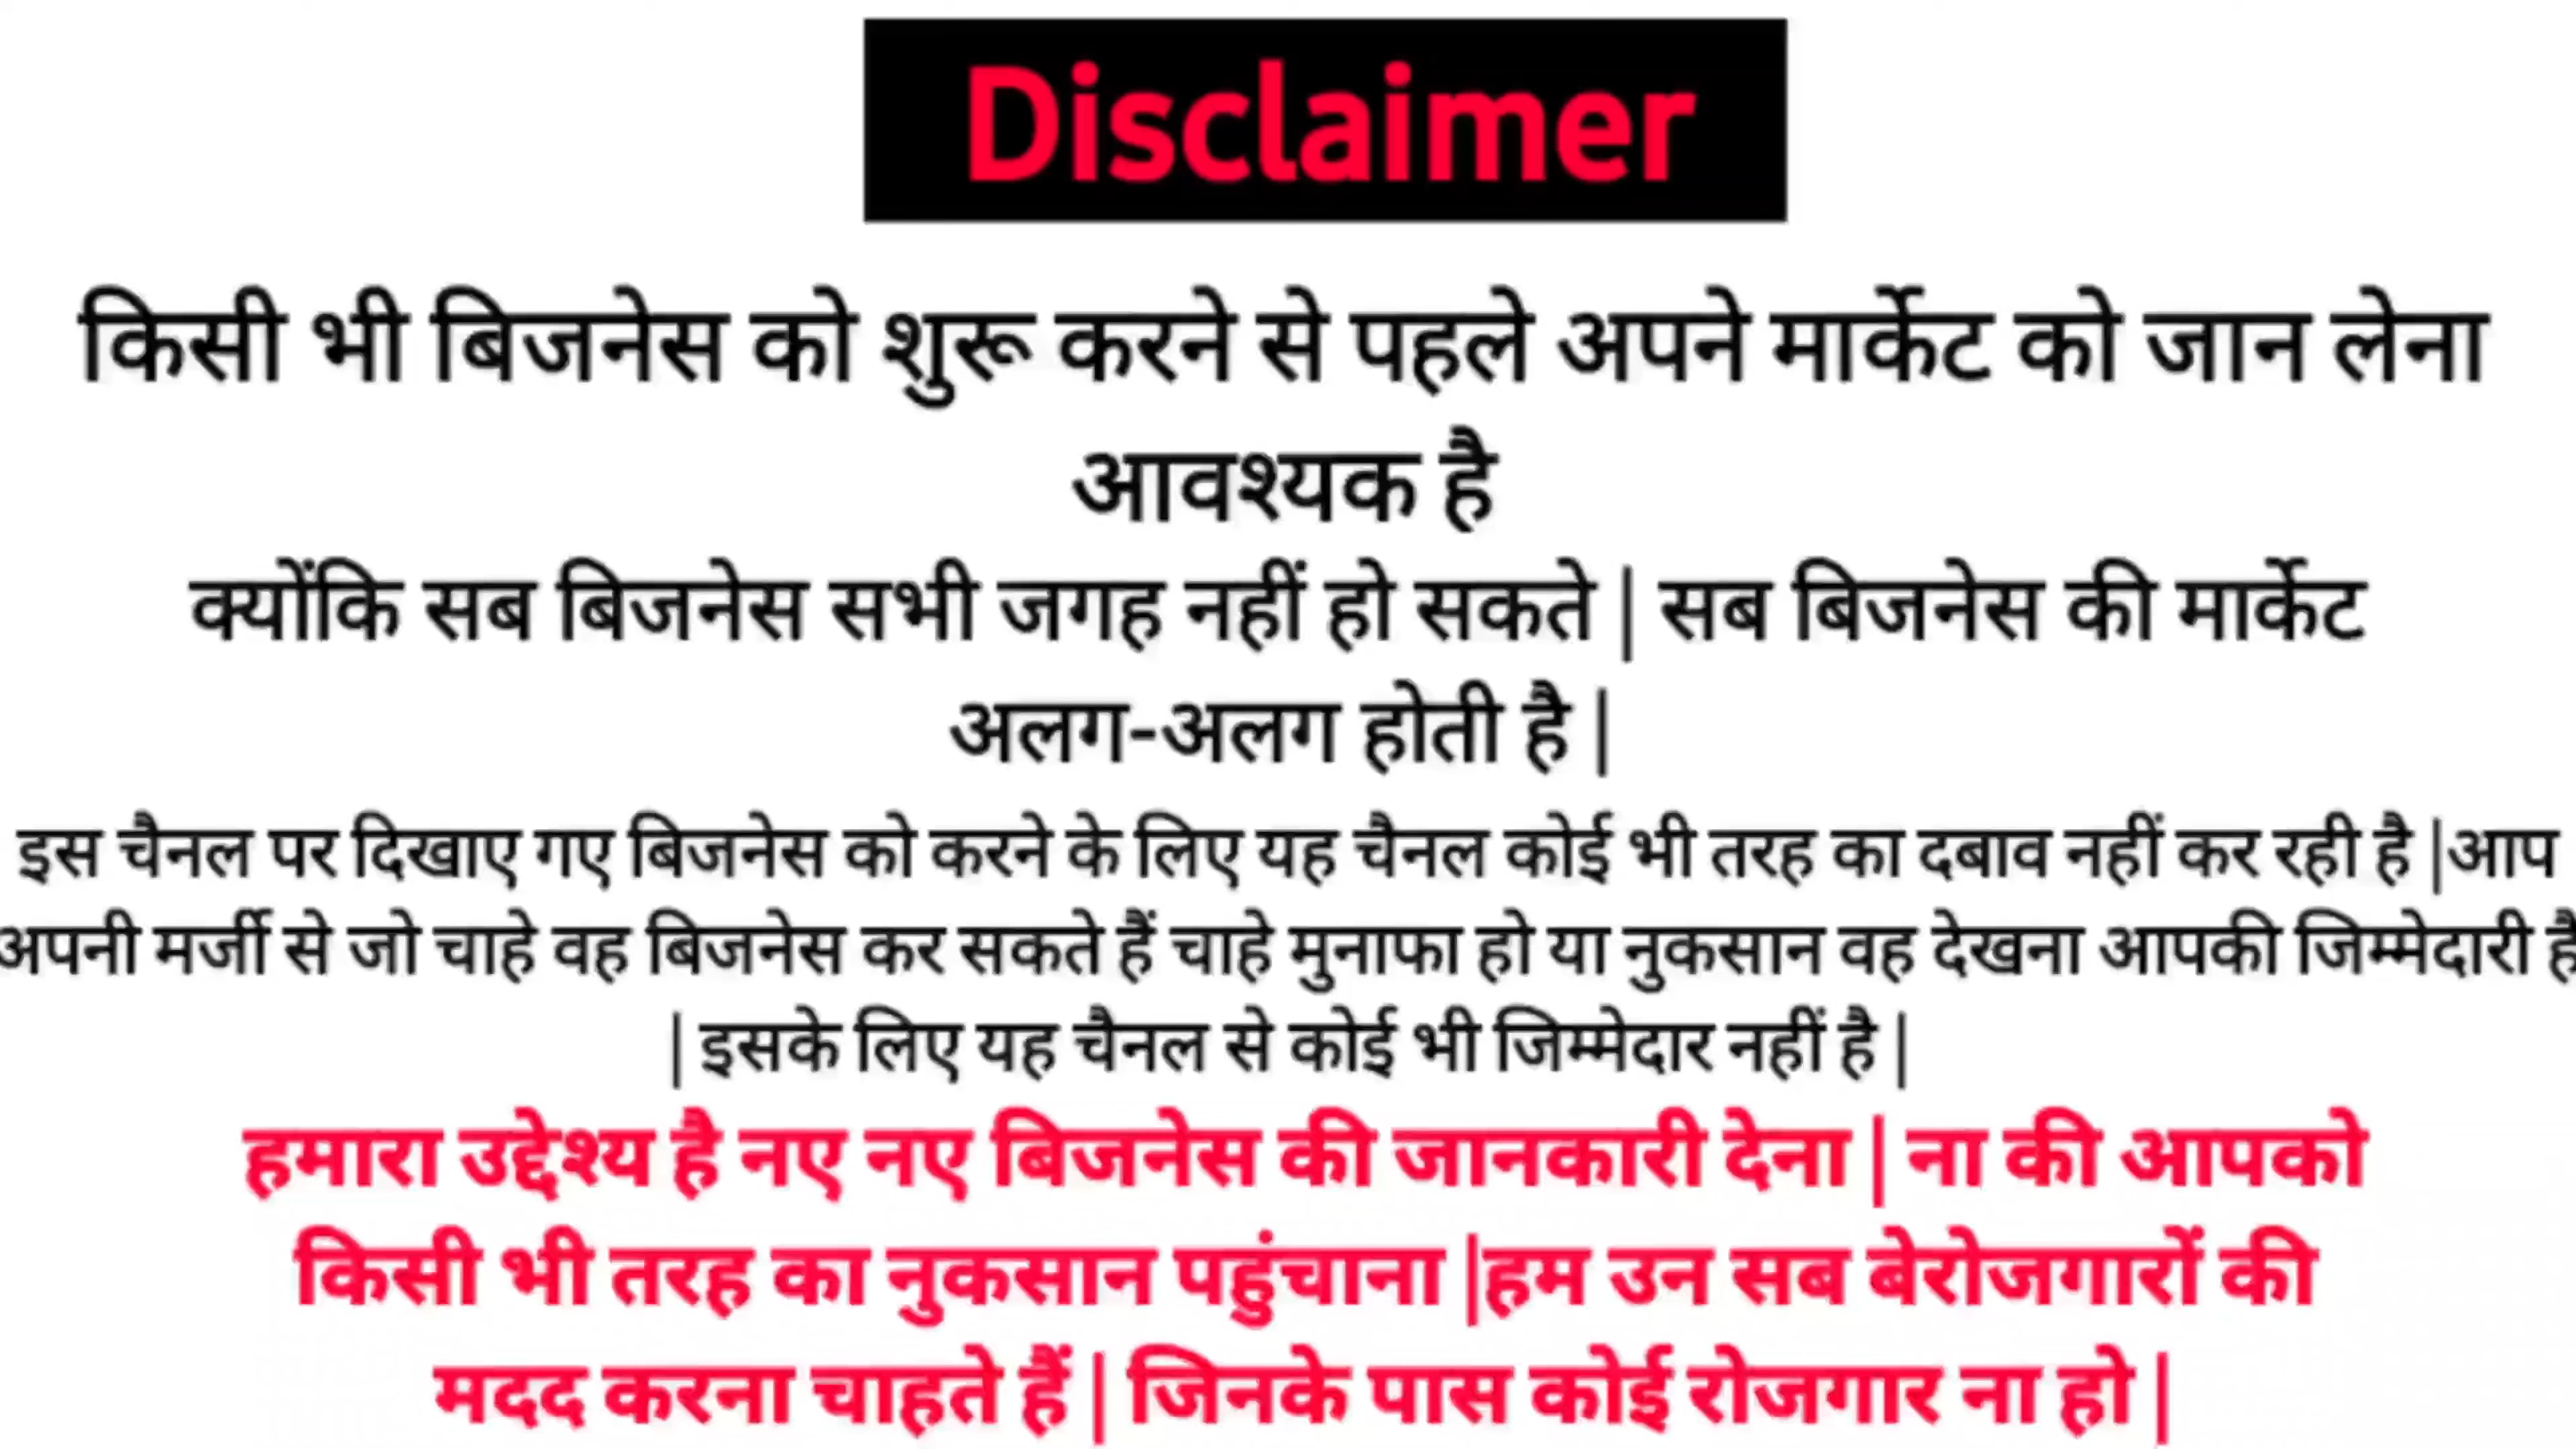 Disclaimer
किसी भी बिजनेस को शुरू करने से पहले अपने मार्केट को जान लेना
आवश्यक है
क्योंकि सब बिजनेस सभी जगह नहीं हो सकते | सब बिजनेस की मार्केट
अलग-अलग होती है |
इस चैनल पर दिखाए गए बिजनेस को करने के लिए यह चैनल कोई भी तरह का दबाव नहीं कर रही है |आप
अपनी मर्जी से जो चाहे वह बिजनेस कर सकते हैं चाहे मुनाफा हो या नुकसान वह देखना आपकी जिम्मेदारी है
| इसके लिए यह चैनल से कोई भी जिम्मेदार नहीं है |
हमारा उद्देश्य है नए नए बिजनेस की जानकारी देना | ना की आपको
किसी भी तरह का नुकसान पहुंचाना |हम उन सब बेरोजगारों की
मदद करना चाहते हैं | जिनके पास कोई रोजगार ना हो |